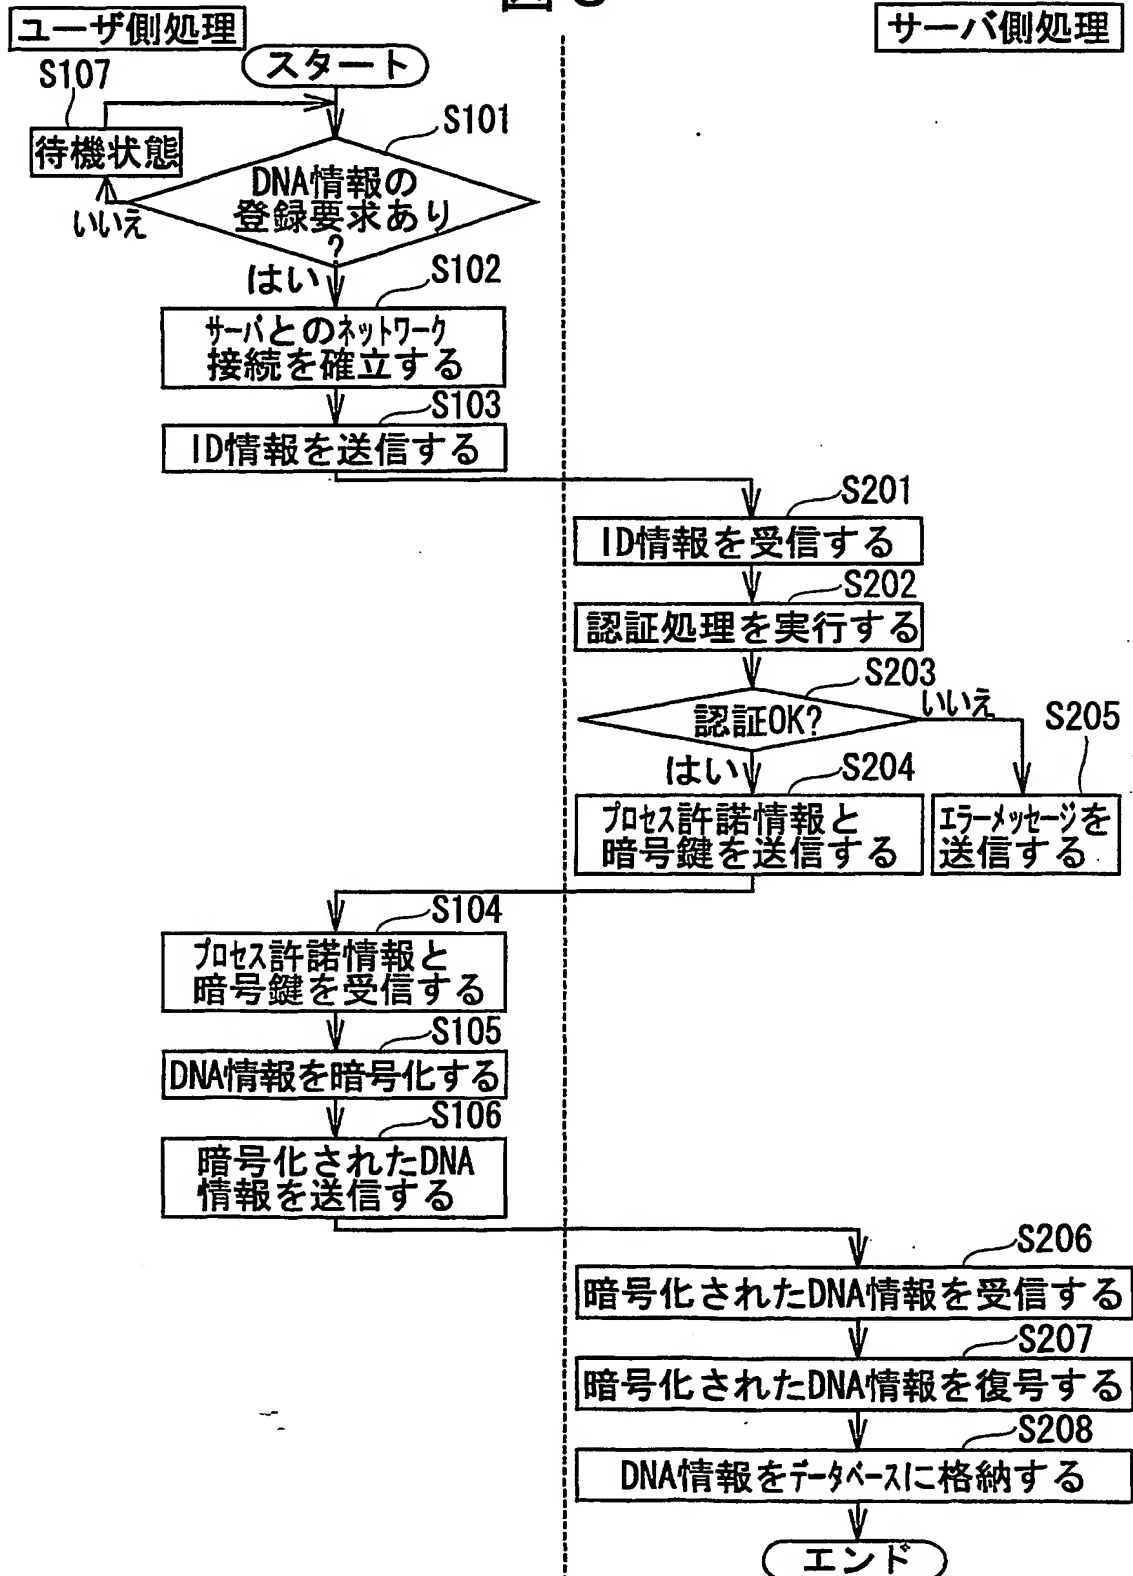 ユーザ側処理
サーバ側処理
スタート
S107
待機状態
S101
DNA情報の
登録要求あり
?
いいえ
はい
S102
サーバとのネットワーク
接続を確立する
S103
ID情報を送信する
S201
ID情報を受信する
S202
認証処理を実行する
S203
認証OK?
いいえ
はい
S204
S205
プロセス許諾情報と
暗号鍵を送信する
エラーメッセージを
送信する
S104
プロセス許諾情報と
暗号鍵を受信する
S105
DNA情報を暗号化する
S106
暗号化されたDNA
情報を送信する
S206
暗号化されたDNA情報を受信する
S207
暗号化されたDNA情報を復号する
S208
DNA情報をデータベースに格納する
エンド